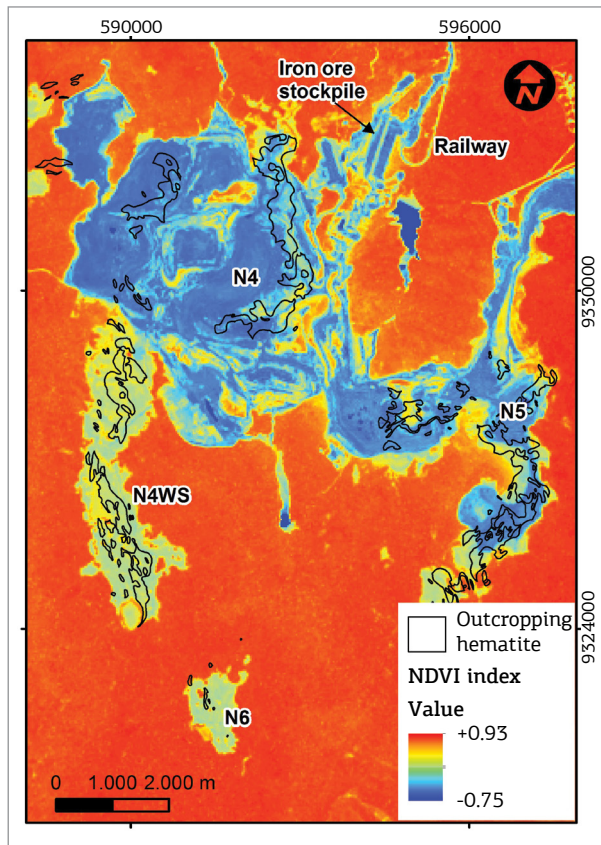 590000
596000
Iron ore
stockpile
N
Railway
N4
9330000
N5
N4WS
9324000
N6
Outcropping
hematite
NDVI index
Value
+0.93
-0.75
0 1.000 2.000 m